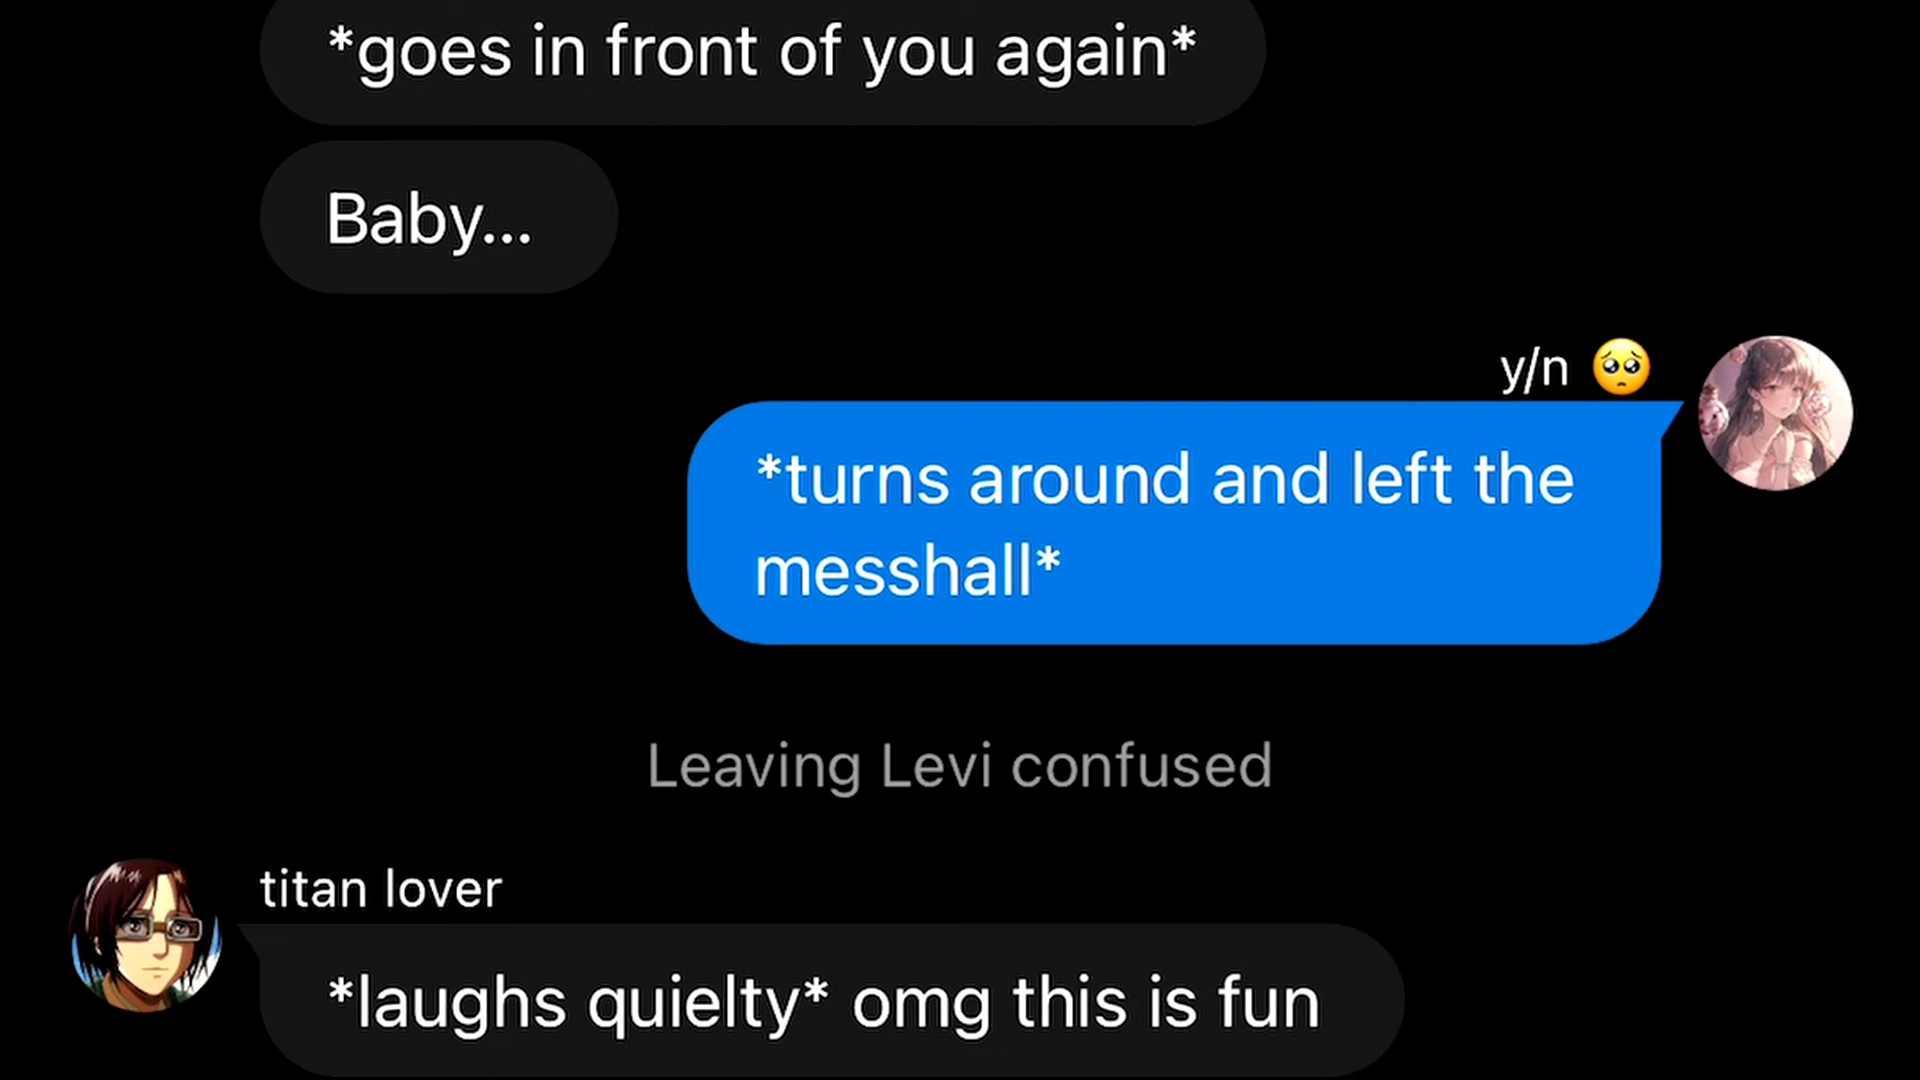 *goes in front of you again*
Baby...
y/n 🥺
*turns around and left the
messhall*
Leaving Levi confused
titan lover
*laughs quielty* omg this is fun